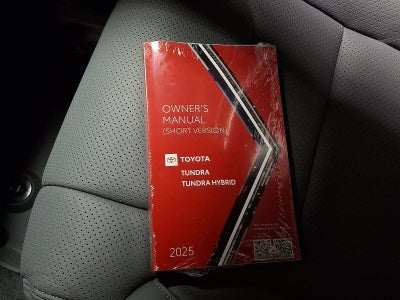 OWNER'S
MANUAL
(SHORT VERSION)
TOYOTA
TUNDRA
TUNDRA HYBRID
2025